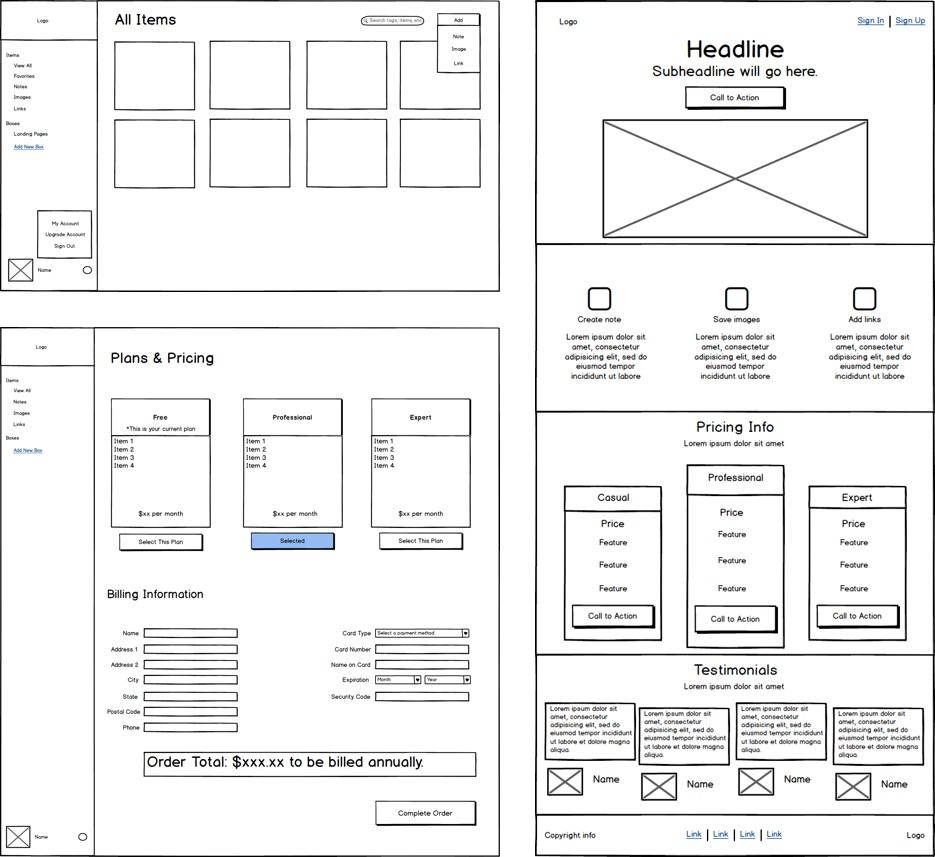 Logo
All Items
Search tags, items, etc
Add
Note
Image
Link
Items
View All
Favorites
Notes
Images
Links
Boxes
Landing Pages
Add New Box
My Account
Upgrade Account
Sign Out
Name
Logo
Items
View All
Notes
Images
Links
Boxes
Add New Box
Name
Plans & Pricing
Free
*This is your current plan
Item 1
Item 2
Item 3
Item 4
$xx per month
Select This Plan
Professional
Item 1
Item 2
Item 3
Item 4
$xx per month
Selected
Expert
Item 1
Item 2
Item 3
Item 4
$xx per month
Select This Plan
Billing Information
Name
Address 1
Address 2
City
State
Postal Code
Phone
Card Type
Select a payment method
Card Number
Name on Card
Expiration
Month
Year
Security Code
Order Total: $xxx.xx to be billed annually.
Complete Order
Logo
Sign In | Sign Up
Headline
Subheadline will go here.
Call to Action
Create note
Lorem ipsum dolor sit
amet, consectetur
adipisicing elit, sed do
eiusmod tempor
incididunt ut labore
Save images
Lorem ipsum dolor sit
amet, consectetur
adipisicing elit, sed do
eiusmod tempor
incididunt ut labore
Add links
Lorem ipsum dolor sit
amet, consectetur
adipisicing elit, sed do
eiusmod tempor
incididunt ut labore
Pricing Info
Lorem ipsum dolor sit amet
Casual
Price
Feature
Feature
Feature
Call to Action
Professional
Price
Feature
Feature
Feature
Call to Action
Expert
Price
Feature
Feature
Feature
Call to Action
Testimonials
Lorem ipsum dolor sit amet
Lorem ipsum dolor sit
amet, consectetur
adipisicing elit, sed do
eiusmod tempor incididunt
ut labore et dolore magna
aliqua.
Name
Lorem ipsum dolor sit
amet, consectetur
adipisicing elit, sed do
eiusmod tempor incididunt
ut labore et dolore magna
aliqua.
Name
Lorem ipsum dolor sit
amet, consectetur
adipisicing elit, sed do
eiusmod tempor incididunt
ut labore et dolore magna
aliqua.
Name
Lorem ipsum dolor sit
amet, consectetur
adipisicing elit, sed do
eiusmod tempor incididunt
ut labore et dolore magna
aliqua.
Name
Copyright info
Link | Link | Link | Link
Logo